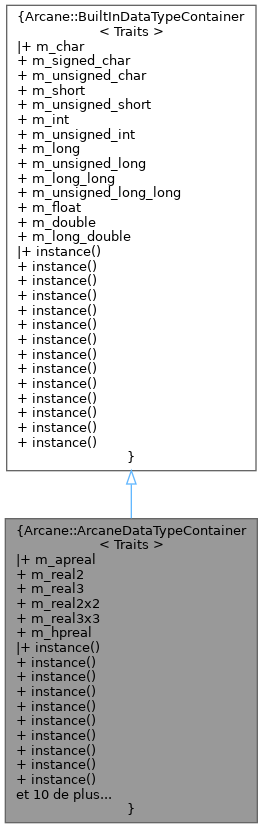 {Arcane::BuiltInDataTypeContainer
< Traits >
|+ m_char
+ m_signed_char
+ m_unsigned_char
+ m_short
+ m_unsigned_short
+ m_int
+ m_unsigned_int
+ m_long
+ m_unsigned_long
+ m_long_long
+ m_unsigned_long_long
+ m_float
+ m_double
+ m_long_double
|+ instance()
+ instance()
+ instance()
+ instance()
+ instance()
+ instance()
+ instance()
+ instance()
+ instance()
+ instance()
+ instance()
+ instance()
+ instance()
+ instance()
}
{Arcane::ArcaneDataTypeContainer
< Traits >
|+ m_apreal
+ m_real2
+ m_real3
+ m_real2x2
+ m_real3x3
+ m_hpreal
|+ instance()
+ instance()
+ instance()
+ instance()
+ instance()
+ instance()
+ instance()
+ instance()
+ instance()
+ instance()
et 10 de plus...
}